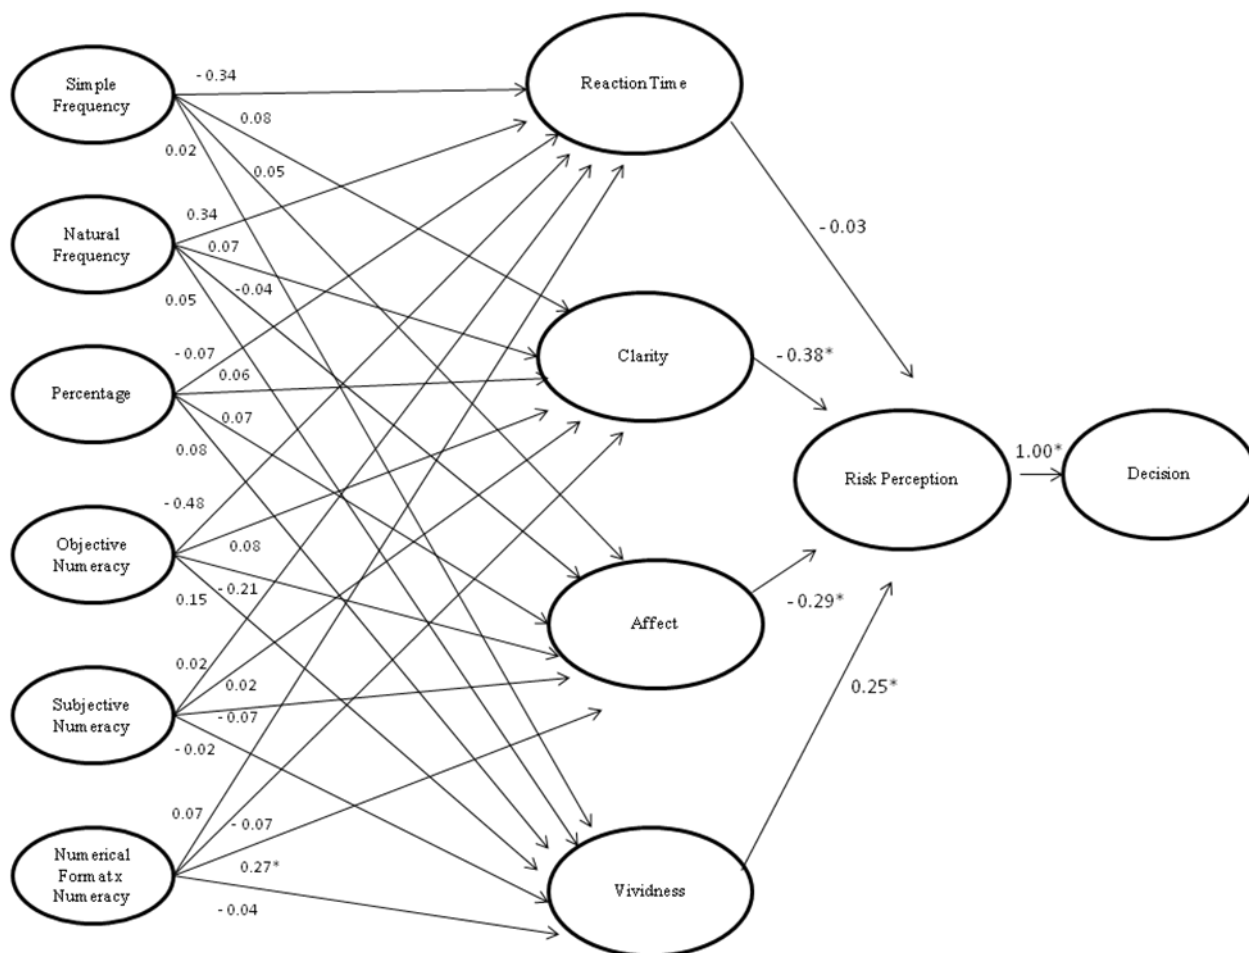 Simple
Frequency
- 0.34
0.08
0.02
0.05
Reaction Time
Natural
Frequency
0.34
0.07
-0.04
0.05
- 0.03
Percentage
- 0.07
0.06
0.07
0.08
Clarity
- 0.38*
Objective
Numeracy
- 0.48
0.08
- 0.21
0.15
Risk Perception
1.00*
Decision
Subjective
Numeracy
0.02
0.02
- 0.07
- 0.02
Affect
- 0.29*
0.25*
Numerical
Format x
Numeracy
0.07
- 0.07
0.27*
- 0.04
Vividness